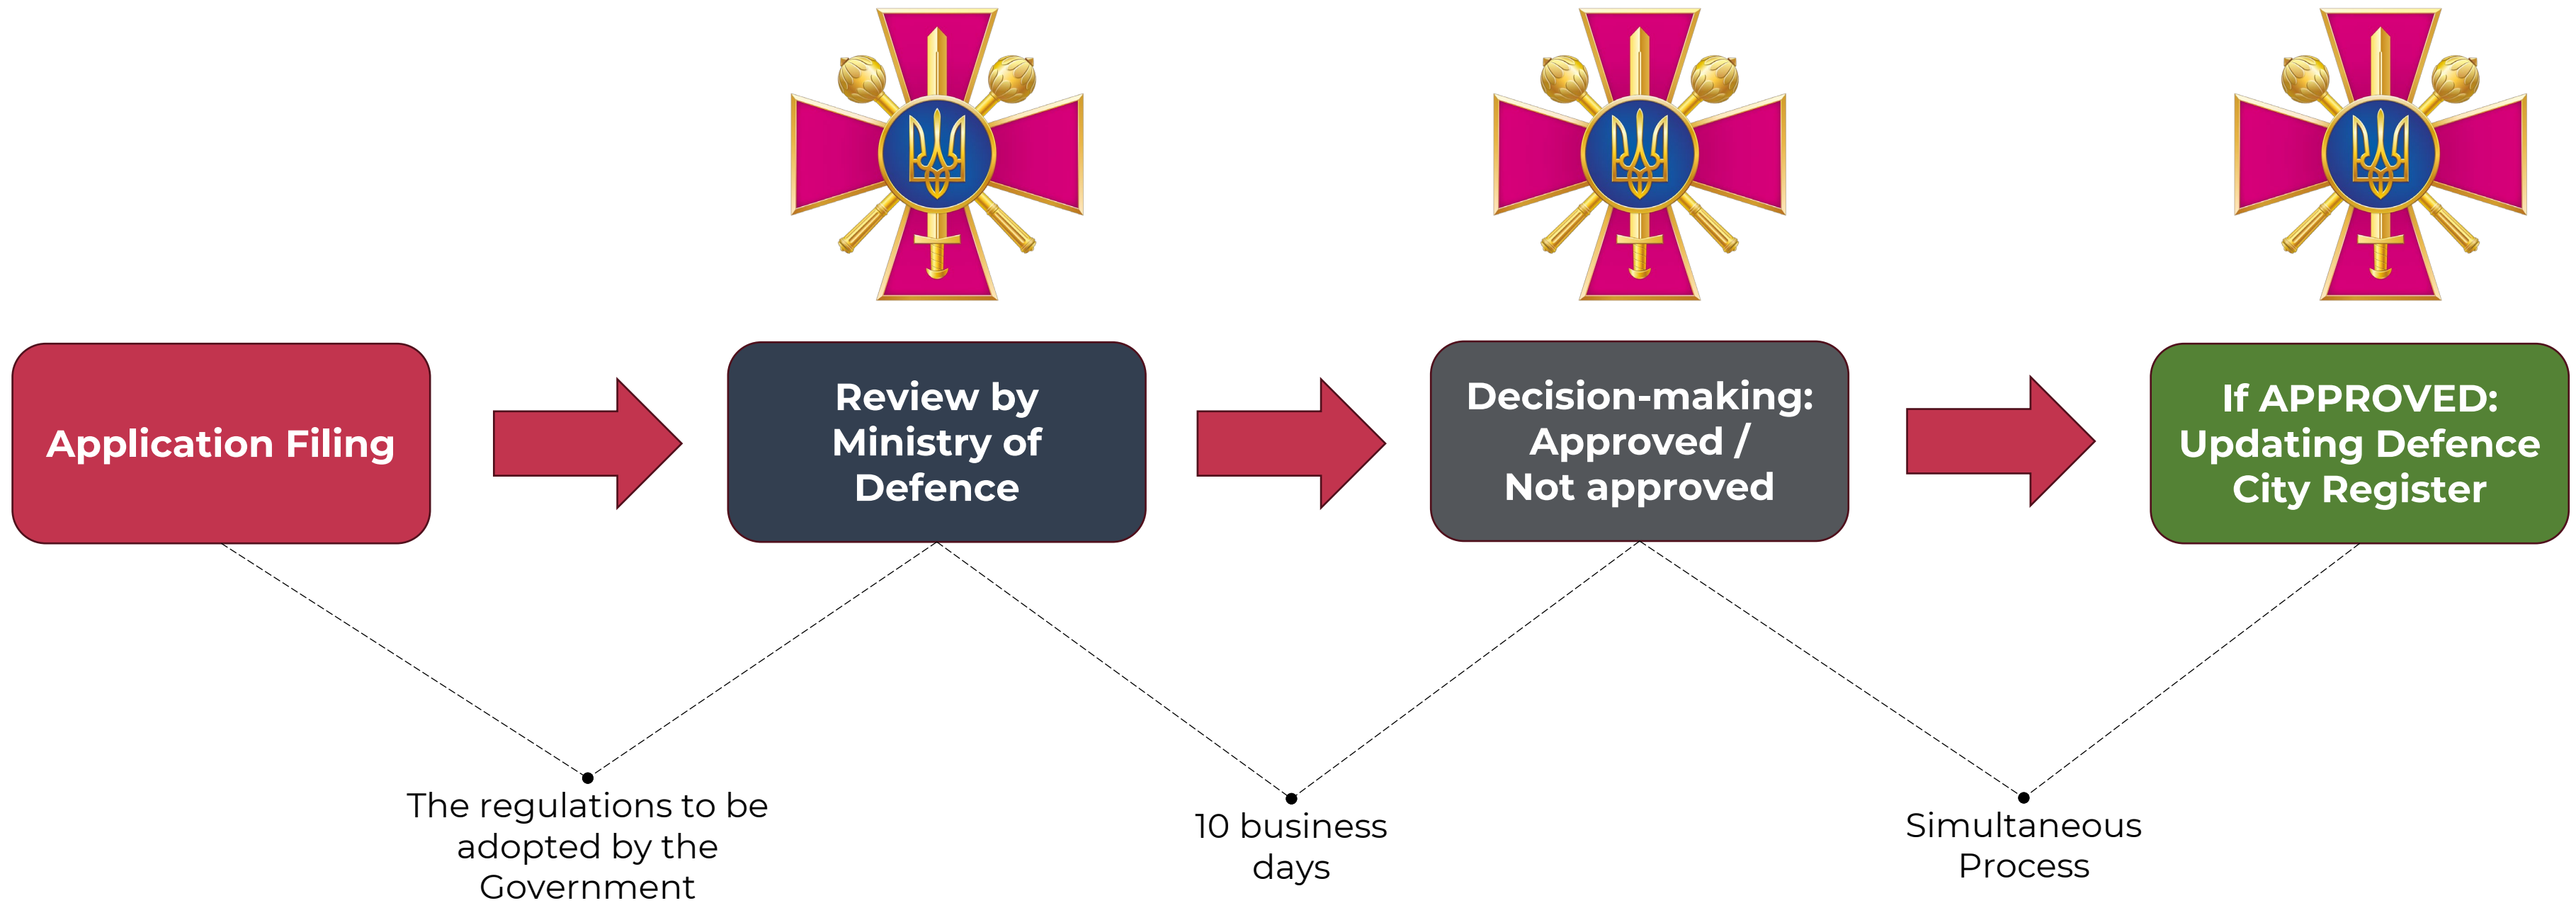 Application Filing
Review by
Ministry of
Defence
Decision-making:
Approved /
Not approved
If APPROVED:
Updating Defence
City Register
The regulations to be
adopted by the
Government
10 business
days
Simultaneous
Process